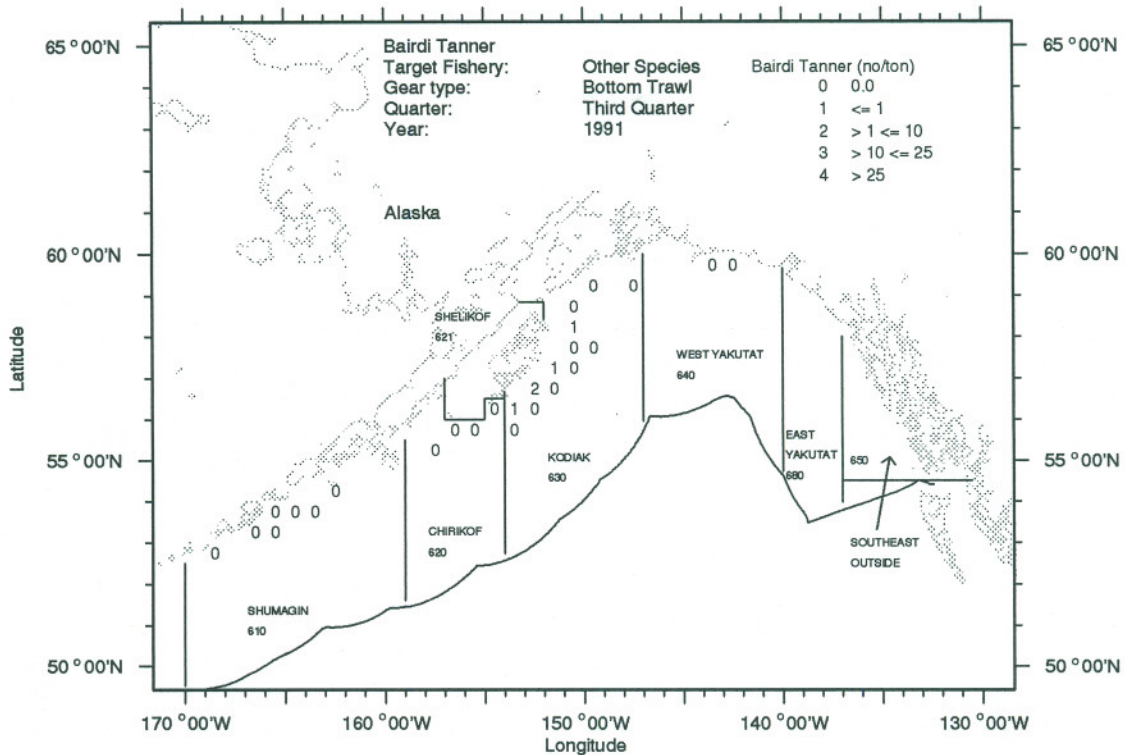 65 °00'N 65 °00'N
Bairdi Tanner
Target Fishery: Other Species
Gear type: Bottom Trawl
Quarter: Third Quarter
Year: 1991
Bairdi Tanner (no/ton)
0 0.0
1 <= 1
2 > 1 <= 10
3 > 10 <= 25
4 > 25
Alaska
60 °00'N 60 °00'N
0 0
0 0
0
SHELIKOF
621
1
0 0
WEST YAKUTAT
640
1 0
2 0
0 1 0
0 0 0
0
EAST
YAKUTAT
680
650
KODIAK
630
55 °00'N 55 °00'N
0
0 0 0
0 0
0
CHIRIKOF
620
SOUTHEAST
OUTSIDE
SHUMAGIN
610
50 °00'N 50 °00'N
Latitude
170 °00'W 160 °00'W 150 °00'W 140 °00'W 130 °00'W
Longitude